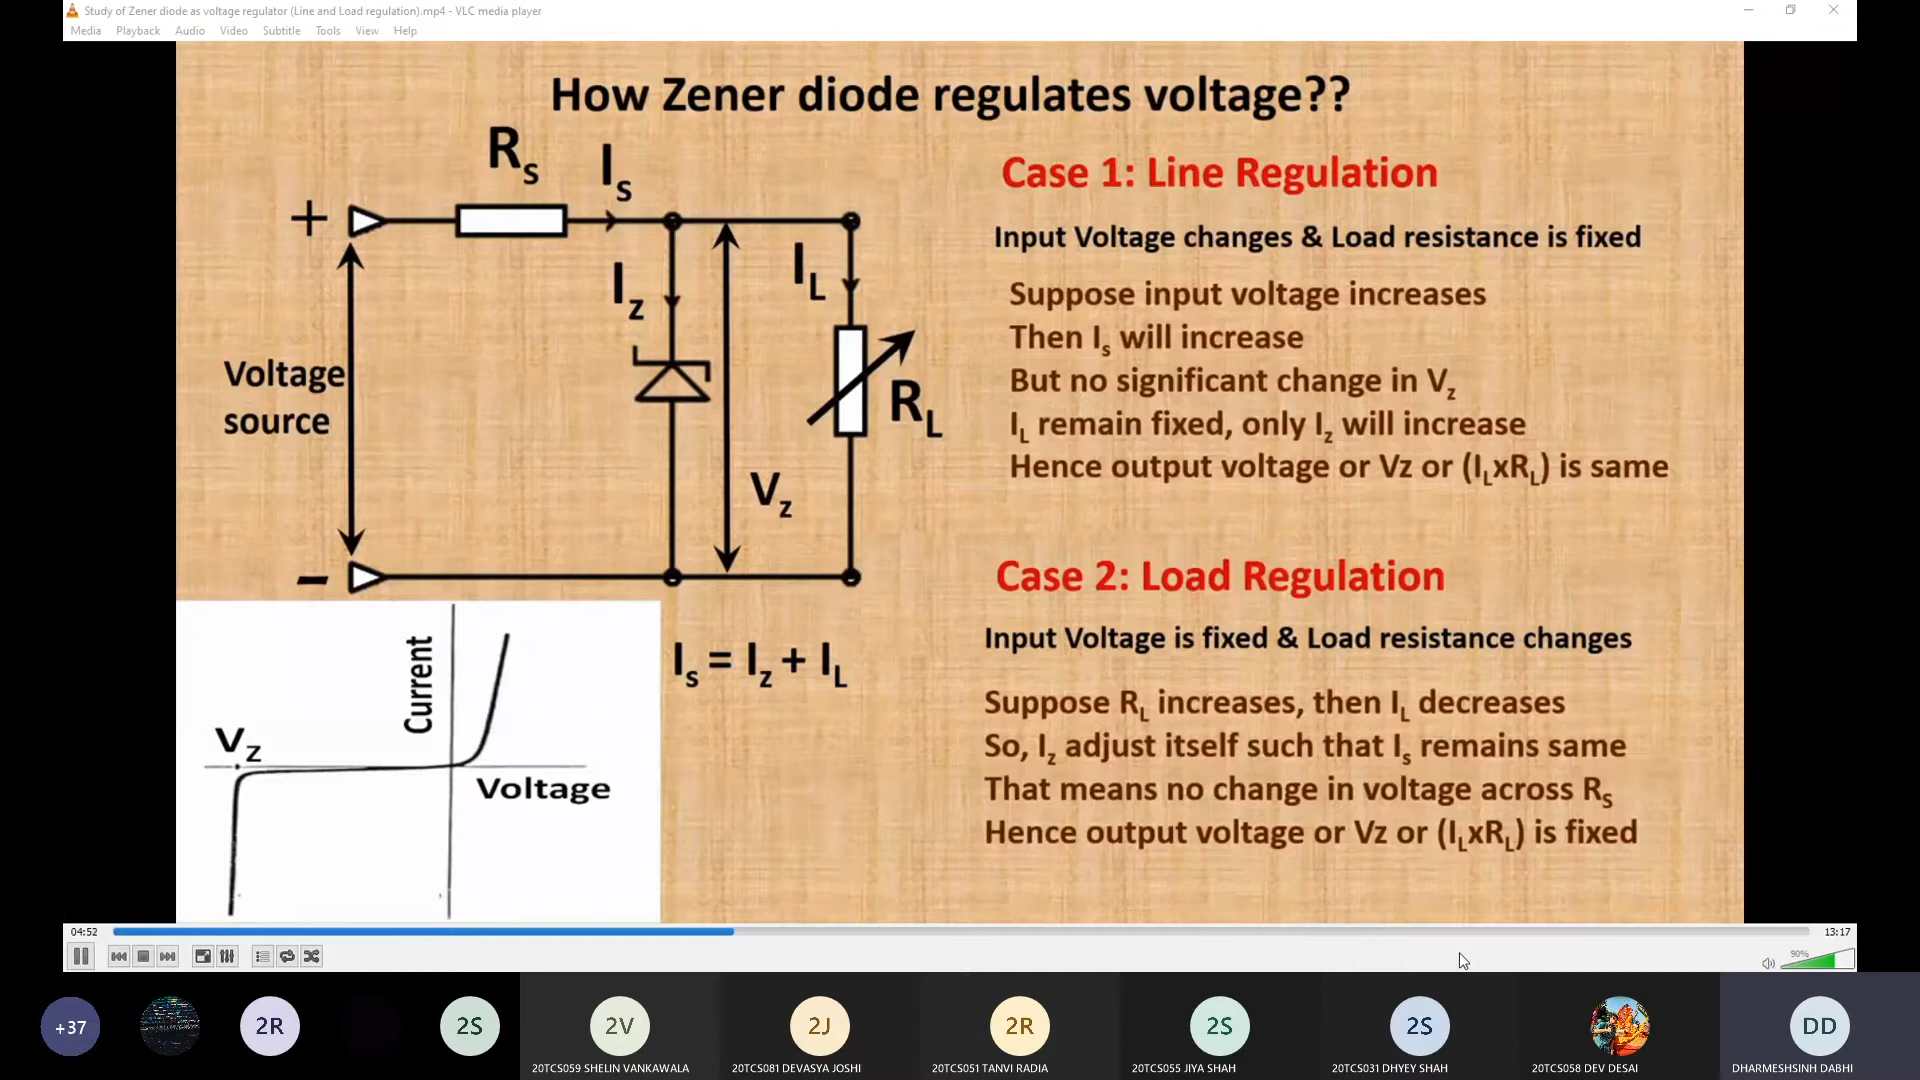 Study of Zener diode as voltage regulator (Line and Load regulation).mp4 - VLC media player
Media Playback Audio Video Subtitle Tools View Help
How Zener diode regulates voltage??
Rs
Is
+
Iz
IL
Voltage
source
RL
Vz
–
Case 1: Line Regulation
Input Voltage changes & Load resistance is fixed
Suppose input voltage increases
Then Is will increase
But no significant change in Vz
IL remain fixed, only Iz will increase
Hence output voltage or Vz or (ILxRL) is same
Case 2: Load Regulation
Input Voltage is fixed & Load resistance changes
Suppose RL increases, then IL decreases
So, Iz adjust itself such that Is remains same
That means no change in voltage across RS
Hence output voltage or Vz or (ILxRL) is fixed
Is = Iz + IL
Current
VZ
Voltage
04:52
13:17
90%
+37
2R
2S
2V
2J
2R
2S
2S
DD
20TCS059 SHELIN VANKAWALA
20TCS081 DEVASYA JOSHI
20TCS051 TANVI RADIA
20TCS055 JIYA SHAH
20TCS031 DHYEY SHAH
20TCS058 DEV DESAI
DHARMESHSINH DABHI